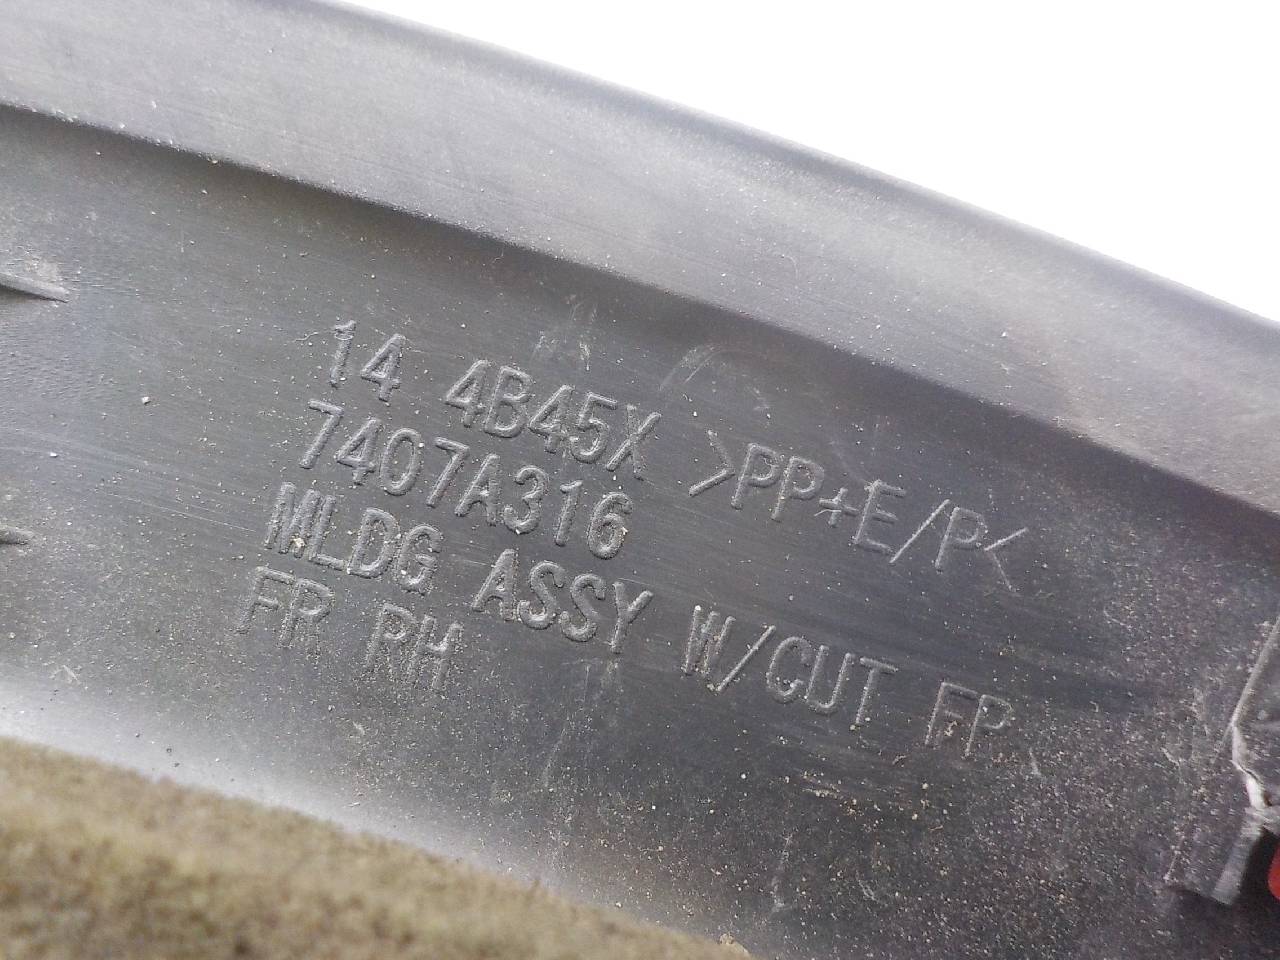 14 4B45X >PP+E/P<
7407A316
MLDG ASSY W/CUT FP
FR RH